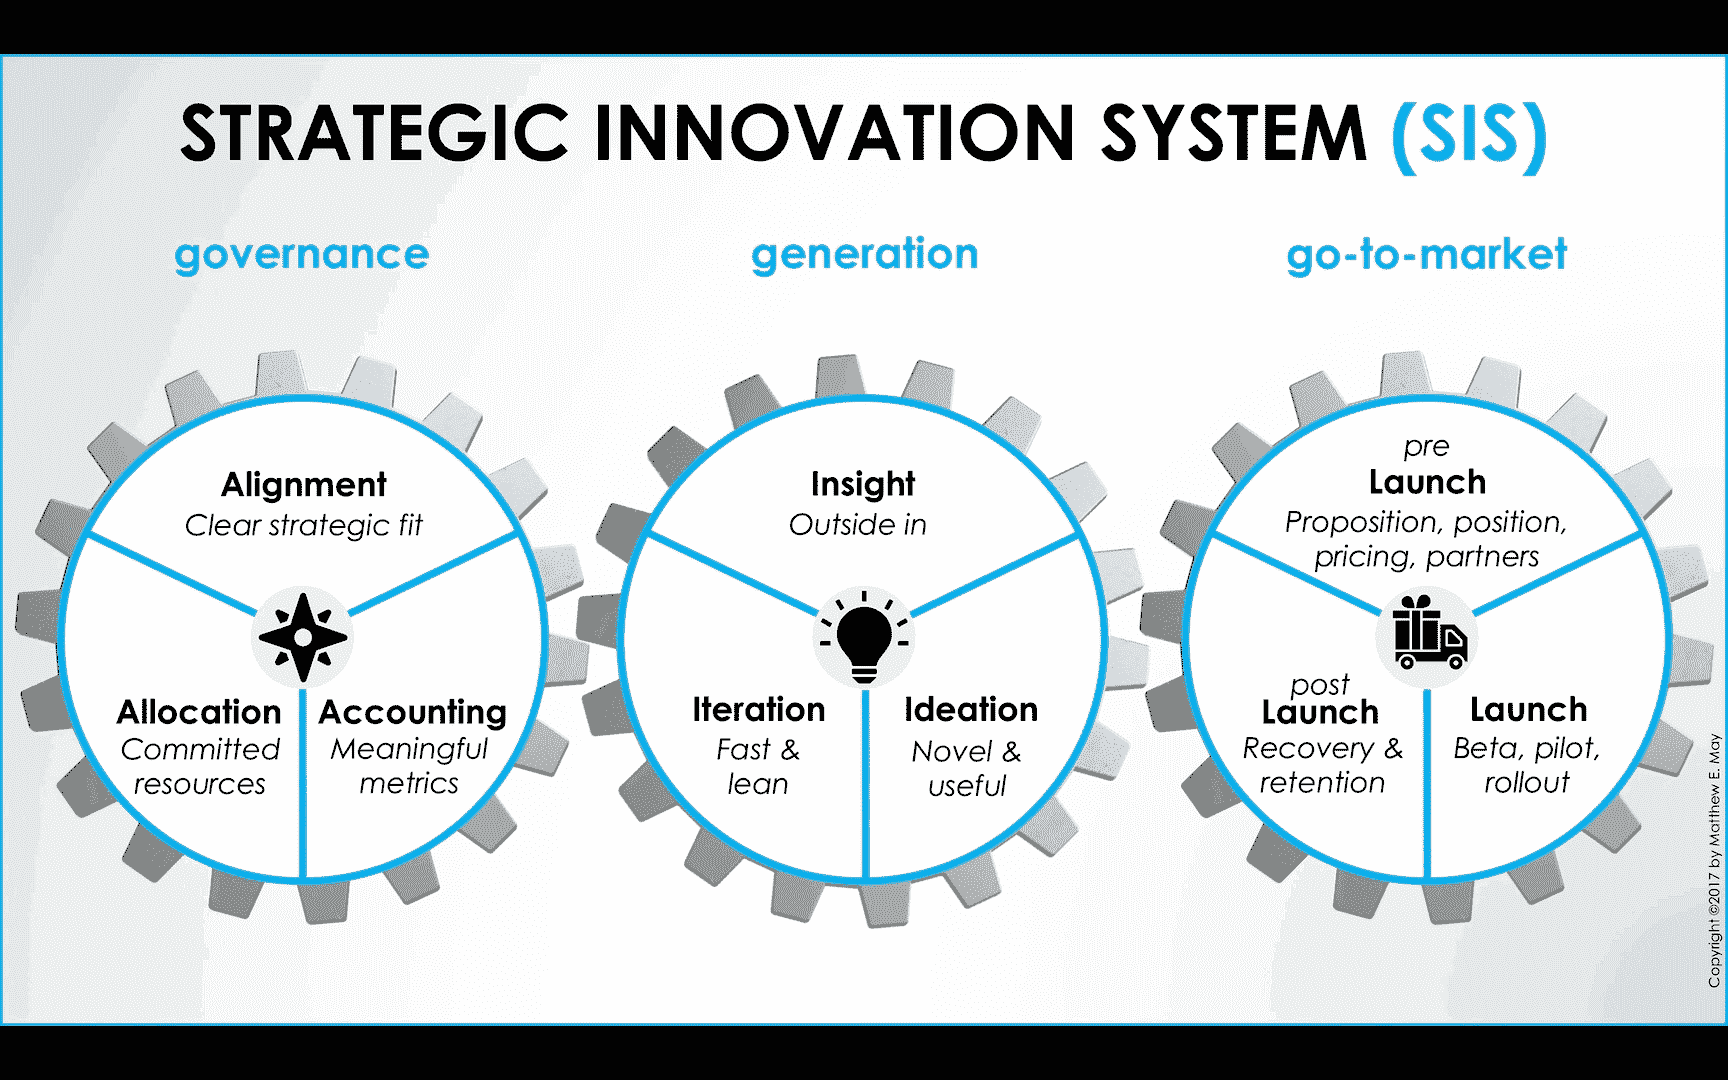 STRATEGIC INNOVATION SYSTEM (SIS)
governance
generation
go-to-market
Alignment
Clear strategic fit
Allocation
Committed
resources
Accounting
Meaningful
metrics
Insight
Outside in
Iteration
Fast &
lean
Ideation
Novel &
useful
pre
Launch
Proposition, position,
pricing, partners
post
Launch
Recovery &
retention
Launch
Beta, pilot,
rollout
Copyright ©2017 by Matthew E. May